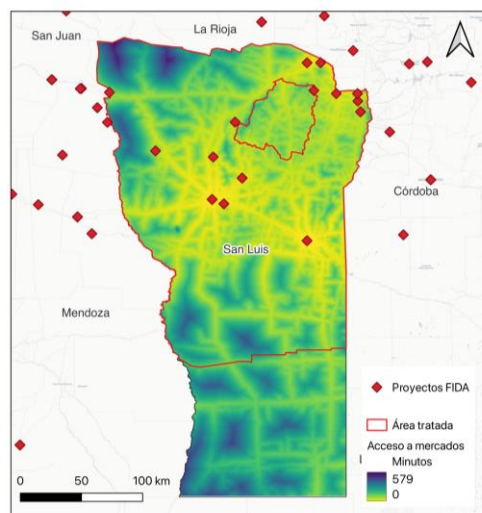 La Rioja
San Juan
Córdoba
San Luis
Mendoza
Proyectos FIDA
Área tratada
Acceso a mercados
Minutos
579
0
0
50
100 km